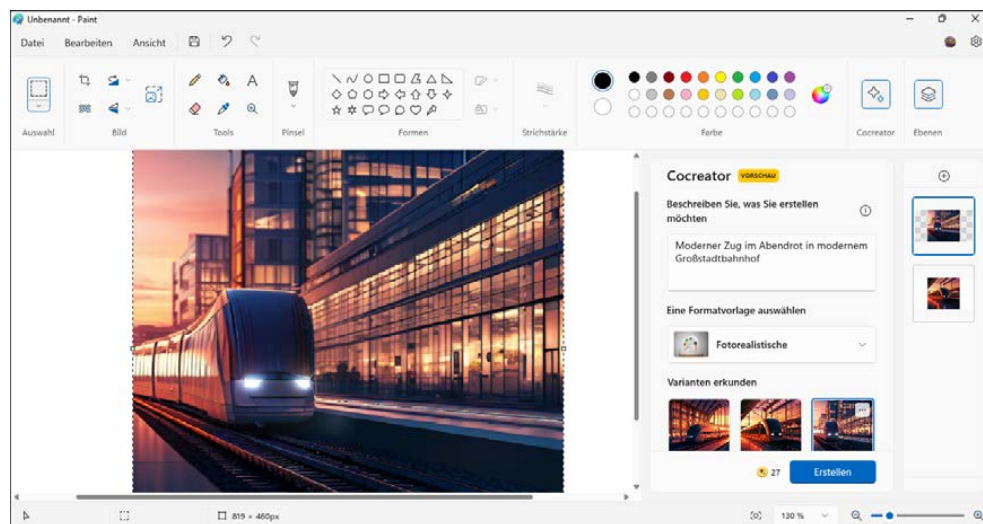 Unbenannt - Paint
Datei Bearbeiten Ansicht
Auswahl Bild Tools Pinsel Formen Strichstärke Farbe Cocreator Ebenen
Cocreator VORSCHAU
Beschreiben Sie, was Sie erstellen
möchten
Moderner Zug im Abendrot in modernem
Großstadtbahnhof
Eine Formatvorlage auswählen
Fotorealistische
Varianten erkunden
27 Erstellen
819 × 460px 130 %